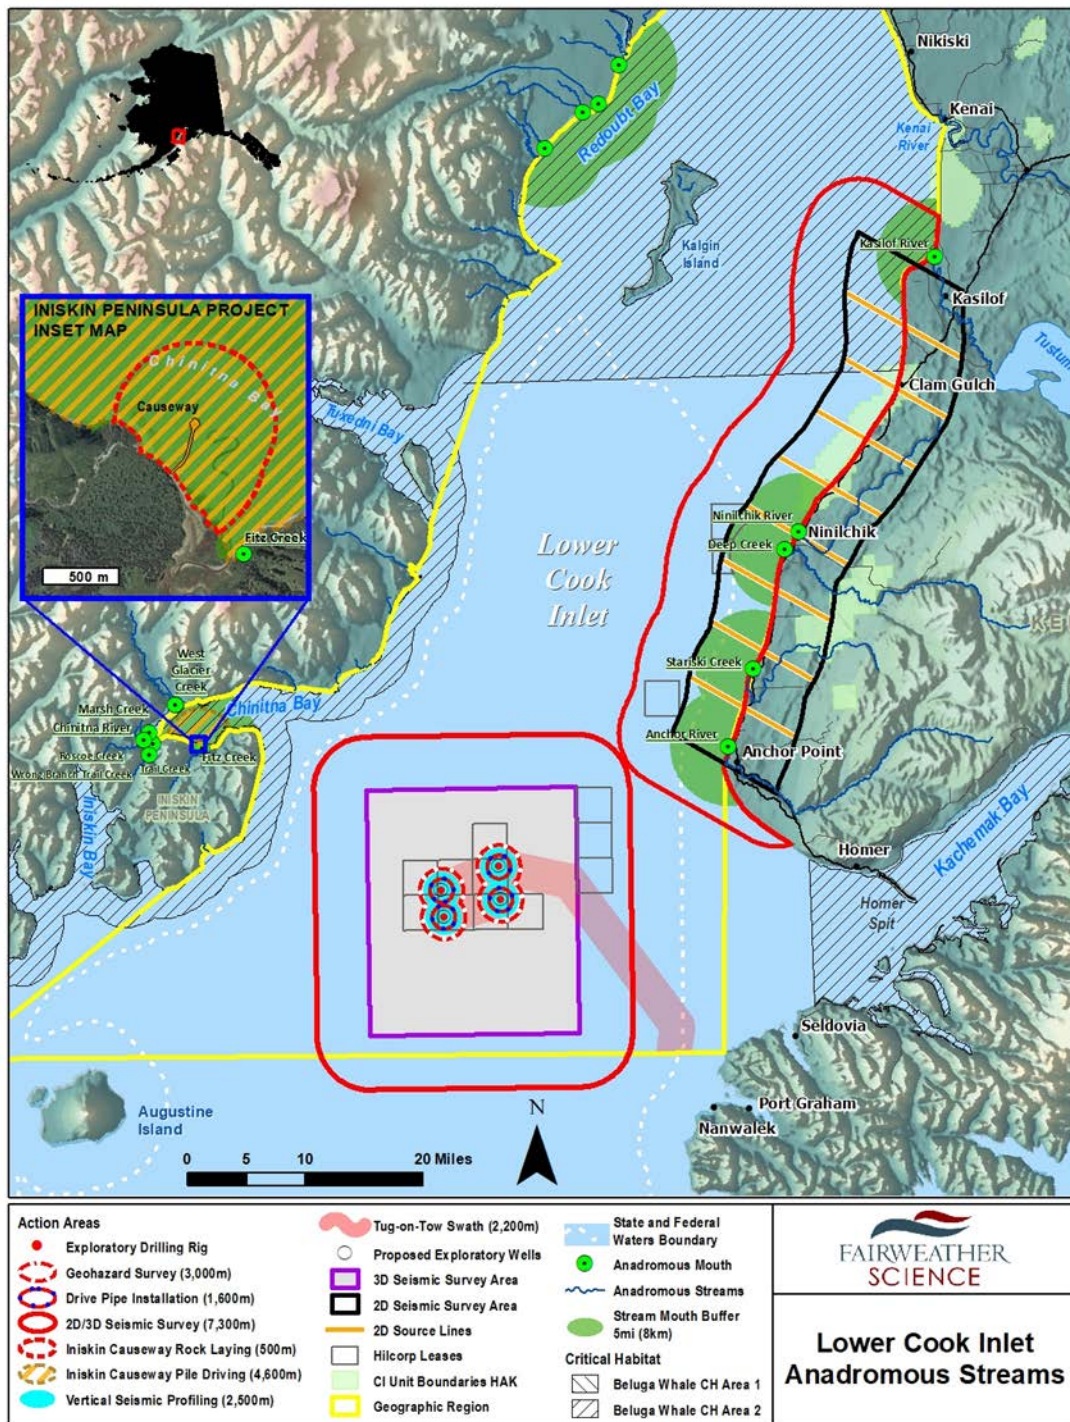 Nikiski
Kenai
Kenai
River
Redoubt Bay
Kalgin
Island
Kasilof River
Kasilof
Tustum
INISKIN PENINSULA PROJECT
INSET MAP
Chinitna Bay
Causeway
Fitz Creek
500 m
Tuxedni Bay
Clam Gulch
Ninilchik River
Ninilchik
Deep Creek
Lower
Cook
Inlet
KE
Stariski Creek
Anchor River
Anchor Point
West
Glacier
Creek
Marsh Creek
Chinitna Bay
Chinitna River
Roscoe Creek
Trail Creek
Fitz Creek
Wrong Branch Trail Creek
INISKIN
PENINSULA
Iniskin Bay
Homer
Kachemak Bay
Homer
Spit
Seldovia
Port Graham
Nanwalek
Augustine
Island
N
0 5 10 20 Miles
Action Areas
Exploratory Drilling Rig
Geohazard Survey (3,000m)
Drive Pipe Installation (1,600m)
2D/3D Seismic Survey (7,300m)
Iniskin Causeway Rock Laying (500m)
Iniskin Causeway Pile Driving (4,600m)
Vertical Seismic Profiling (2,500m)
Tug-on-Tow Swath (2,200m)
Proposed Exploratory Wells
3D Seismic Survey Area
2D Seismic Survey Area
2D Source Lines
Hilcorp Leases
CI Unit Boundaries HAK
Geographic Region
State and Federal
Waters Boundary
Anadromous Mouth
Anadromous Streams
Stream Mouth Buffer
5mi (8km)
Critical Habitat
Beluga Whale CH Area 1
Beluga Whale CH Area 2
FAIRWEATHER
SCIENCE
Lower Cook Inlet
Anadromous Streams